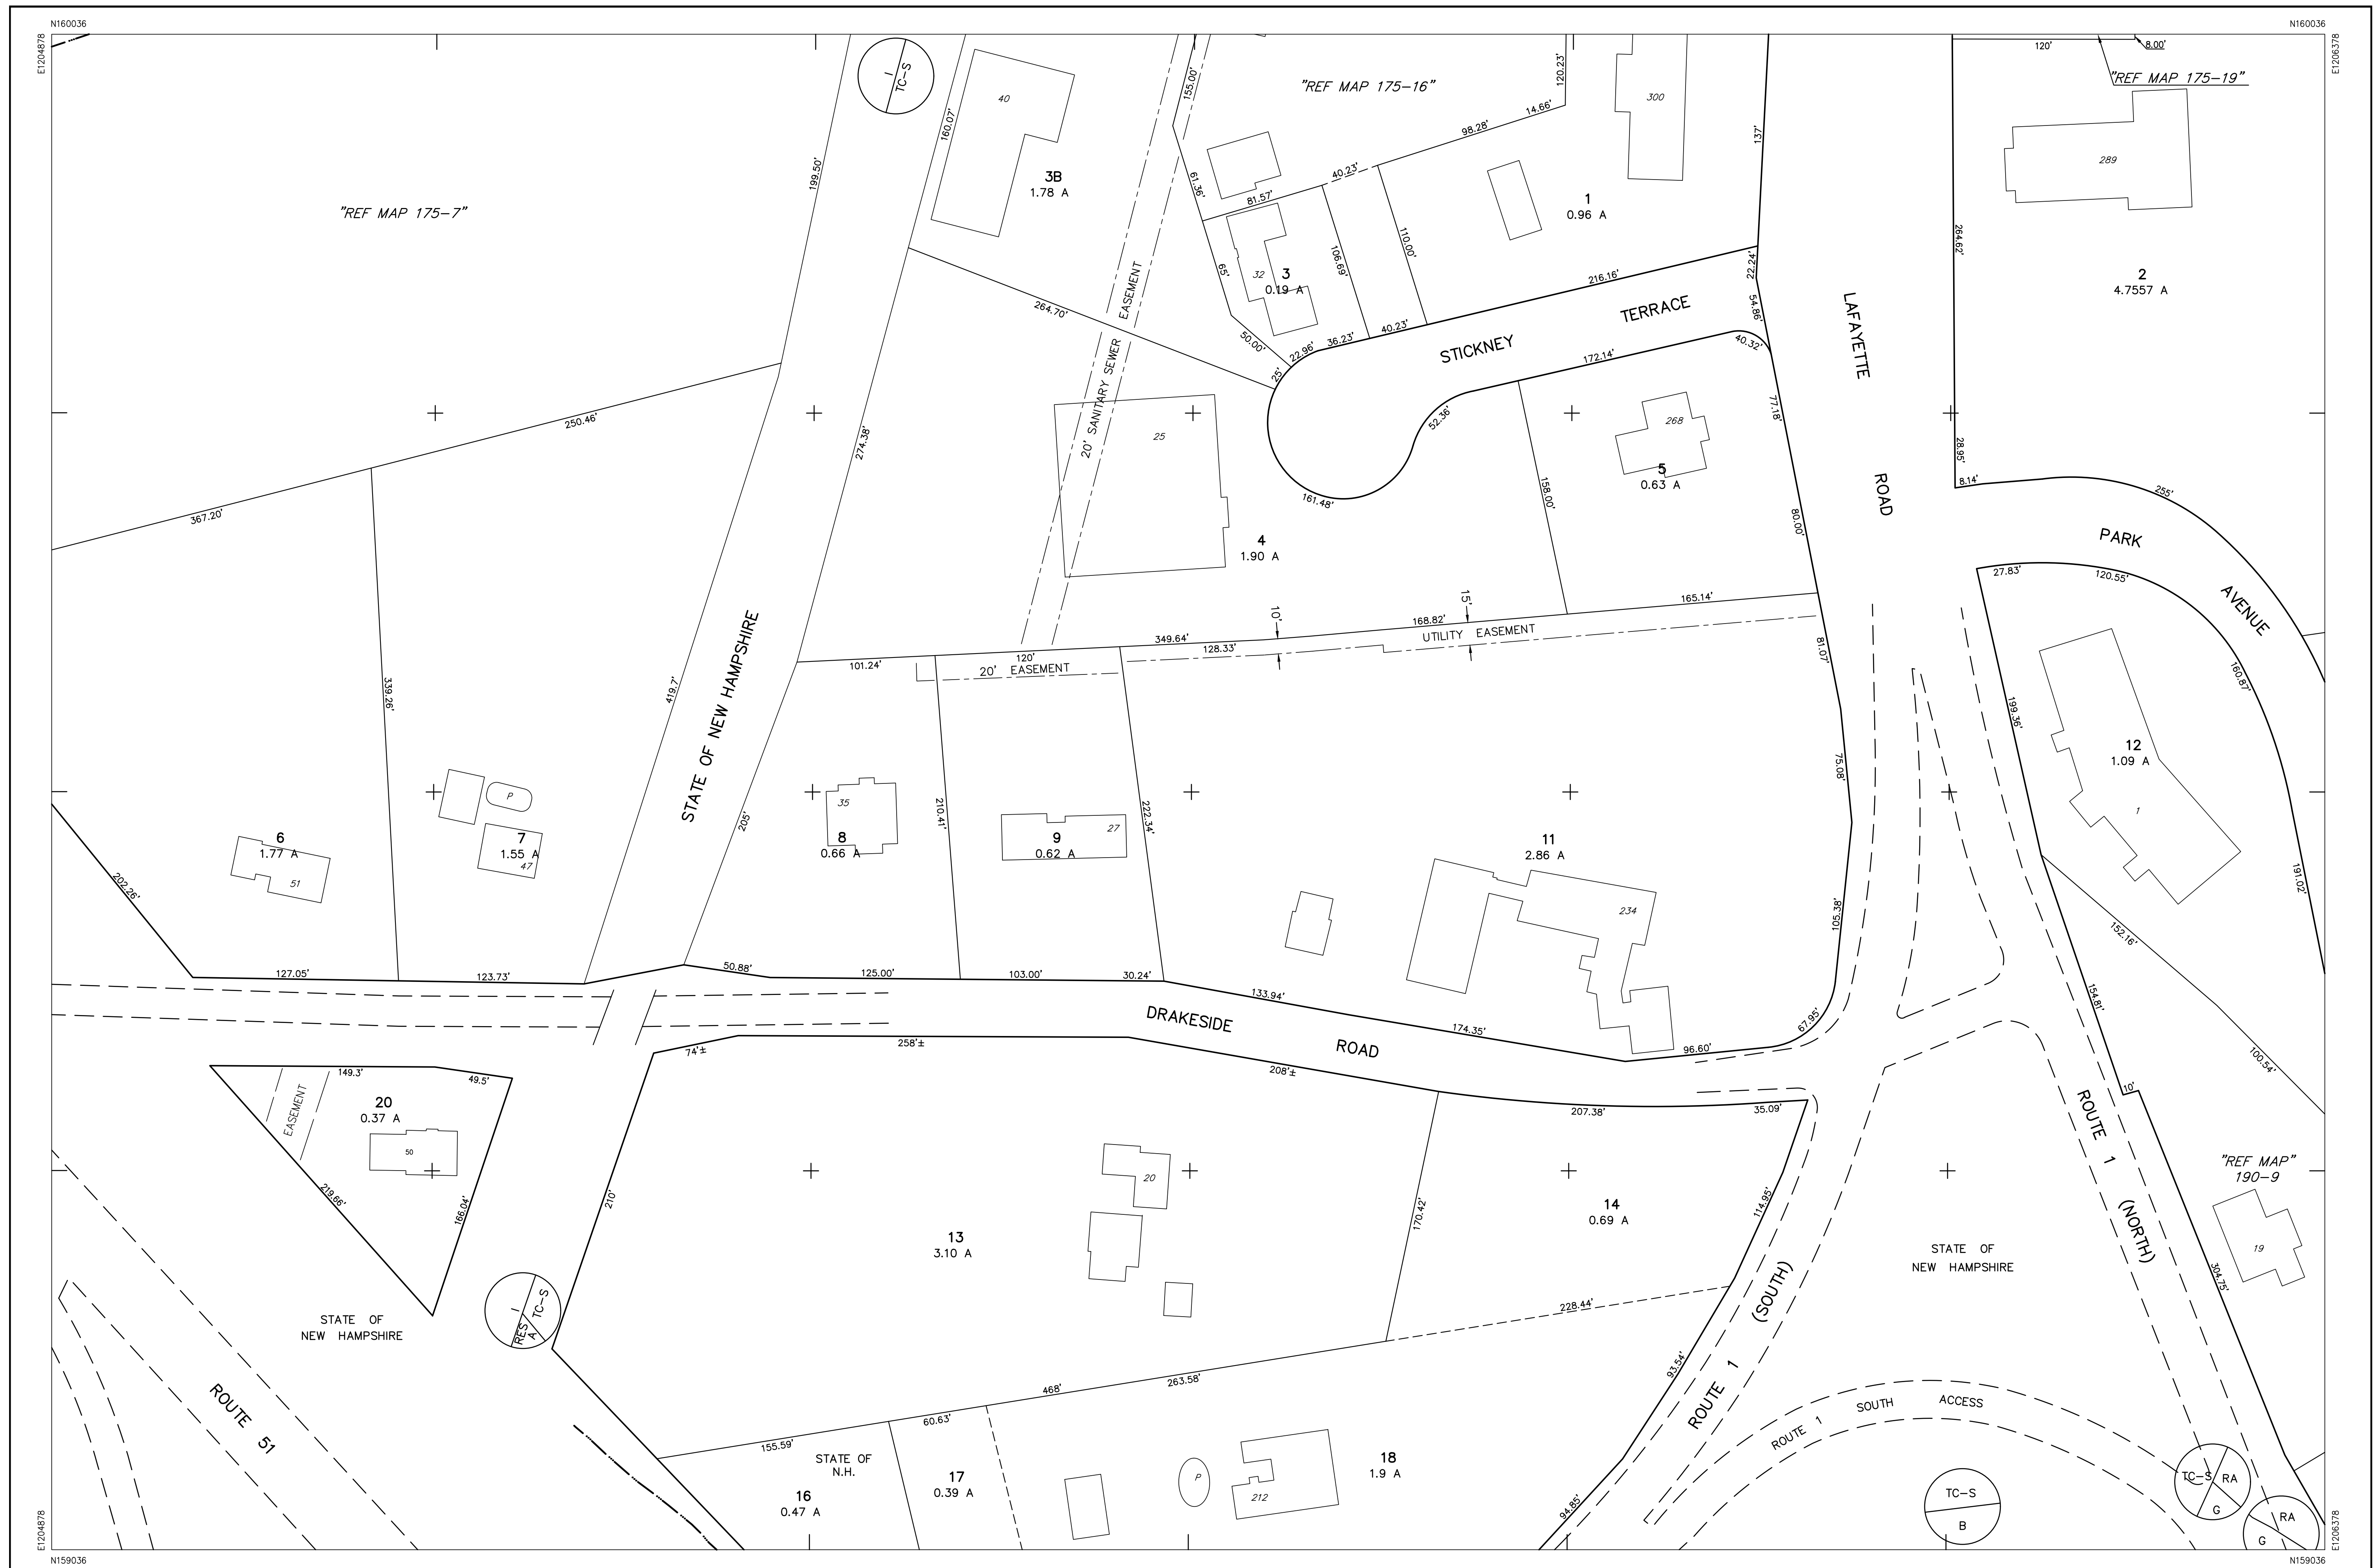 N160036
N160036
E1204878
E1206378
120'
8.00'
"REF MAP 175-19"
"REF MAP 175-16"
"REF MAP 175-7"
I
TC-S
40
3B
1.78 A
160.07'
199.50'
155.00'
61.36'
120.23'
14.66'
98.28'
40.23'
81.57'
300
137'
289
1
0.96 A
110.00'
106.69'
32
3
0.19 A
65'
50.00'
25'
22.96'
36.23'
40.23'
216.16'
22.24'
54.86'
264.62'
2
4.7557 A
264.70'
20' SANITARY SEWER EASEMENT
STICKNEY
TERRACE
172.14'
40.32'
LAFAYETTE
ROAD
250.46'
367.20'
274.38'
25
52.36'
161.48'
268
5
0.63 A
158.00'
77.18'
80.00'
28.95'
8.14'
255'
PARK
AVENUE
4
1.90 A
27.83'
120.55'
160.87'
10'
15'
165.14'
168.82'
UTILITY EASEMENT
349.64'
128.33'
101.24'
120'
20' EASEMENT
81.07'
75.08'
199.36'
339.26'
419.7'
STATE OF NEW HAMPSHIRE
205'
P
6
1.77 A
51
7
1.55 A
47
35
8
0.66 A
210.41'
9
27
0.62 A
222.34'
11
2.86 A
234
105.38'
12
1.09 A
1
191.02'
202.26'
152.16'
127.05'
123.73'
50.88'
125.00'
103.00'
30.24'
133.94'
174.35'
96.60'
67.95'
154.81'
100.54'
10'
DRAKESIDE
ROAD
74'±
258'±
208'±
207.38'
35.09'
149.3'
49.5'
EASEMENT
20
0.37 A
50
219.66'
166.04'
210'
20
13
3.10 A
170.42'
14
0.69 A
114.95'
228.44'
93.54'
94.85'
ROUTE 1 (SOUTH)
STATE OF
NEW HAMPSHIRE
ROUTE 1 (NORTH)
"REF MAP"
190-9
19
304.75'
STATE OF
NEW HAMPSHIRE
I
TC-S
RES
A
ROUTE 51
468'
263.58'
60.63'
155.59'
STATE OF
N.H.
16
0.47 A
17
0.39 A
P
212
18
1.9 A
ROUTE 1 SOUTH ACCESS
TC-S
B
TC-S
RA
G
RA
G
E1204878
E1206378
N159036
N159036